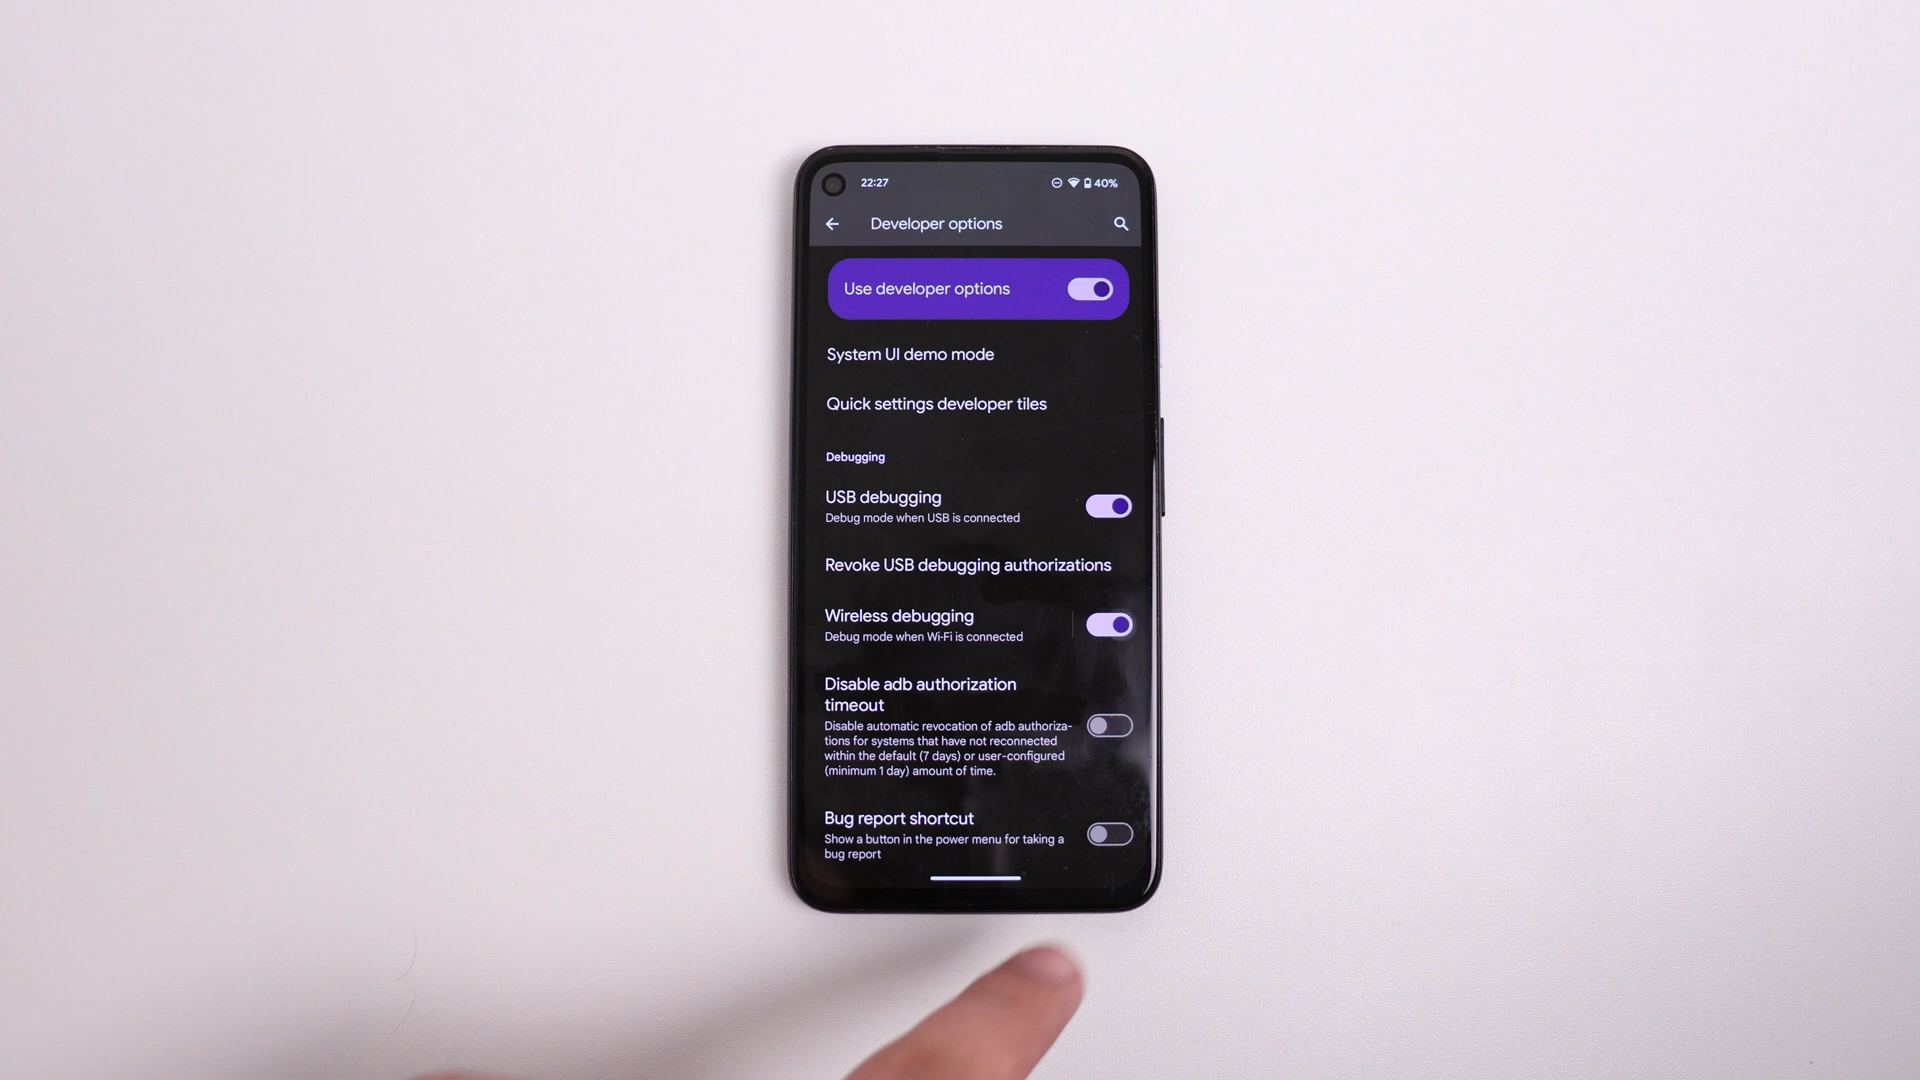 22:27
40%
Developer options
Use developer options
System UI demo mode
Quick settings developer tiles
Debugging
USB debugging
Debug mode when USB is connected
Revoke USB debugging authorizations
Wireless debugging
Debug mode when Wi-Fi is connected
Disable adb authorization
timeout
Disable automatic revocation of adb authoriza-
tions for systems that have not reconnected
within the default (7 days) or user-configured
(minimum 1 day) amount of time.
Bug report shortcut
Show a button in the power menu for taking a
bug report